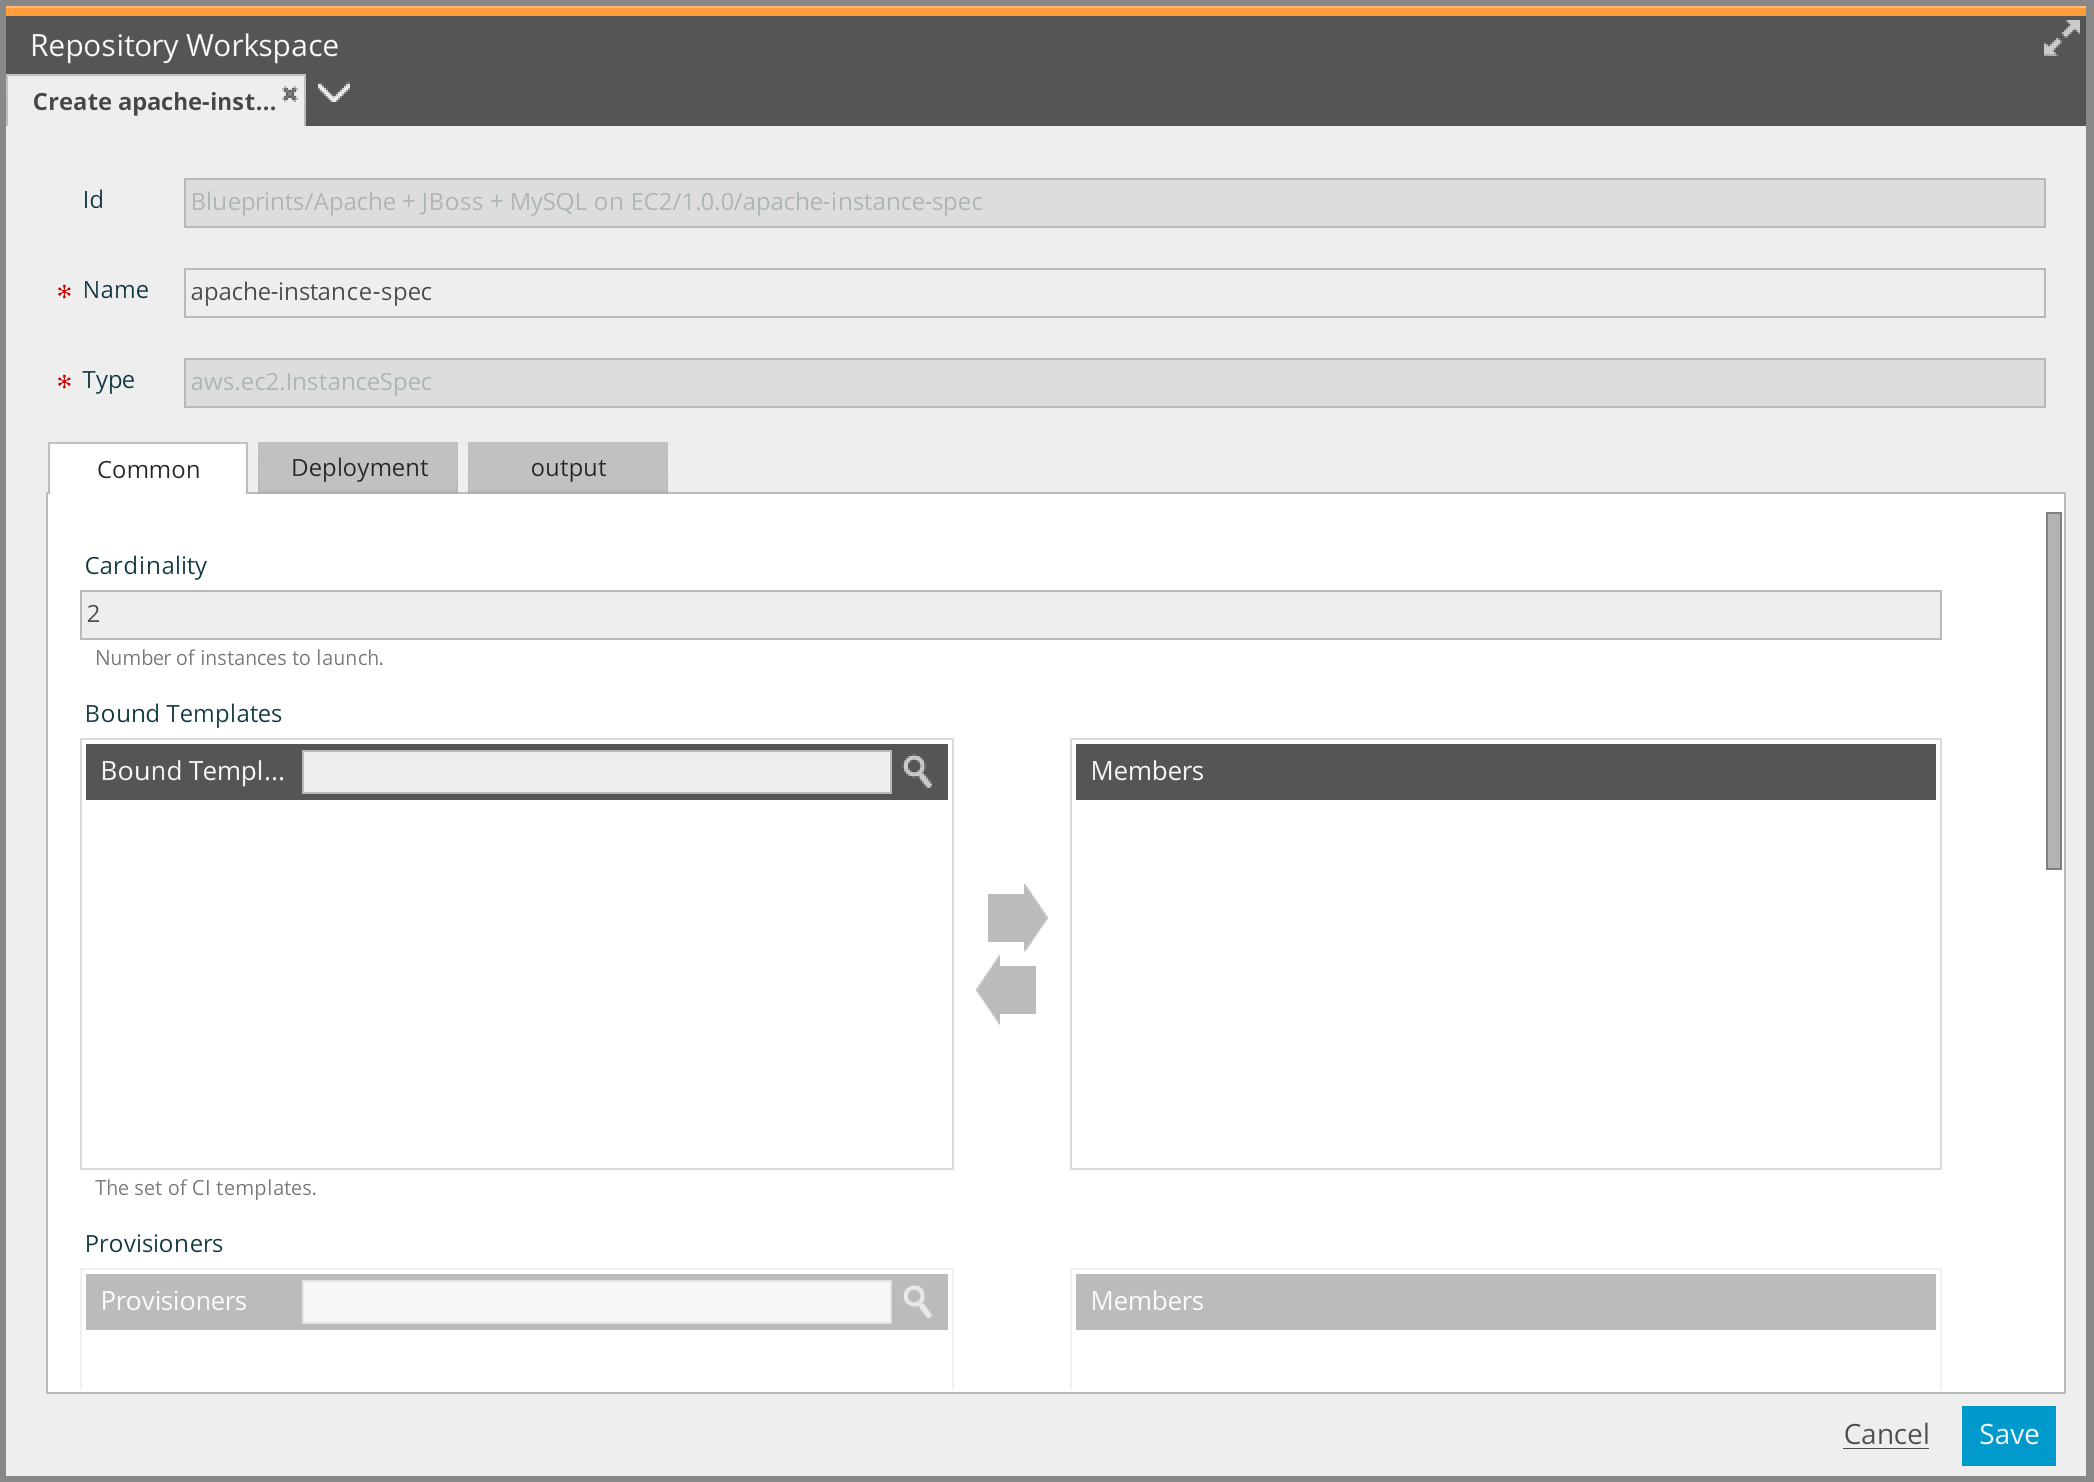 Repository Workspace
Create apache-inst...
Id
Blueprints/Apache + JBoss + MySQL on EC2/1.0.0/apache-instance-spec
* Name
apache-instance-spec
* Type
aws.ec2.InstanceSpec
Common
Deployment
output
Cardinality
2
Number of instances to launch.
Bound Templates
Bound Templ...
Members
The set of CI templates.
Provisioners
Provisioners
Members
Cancel
Save